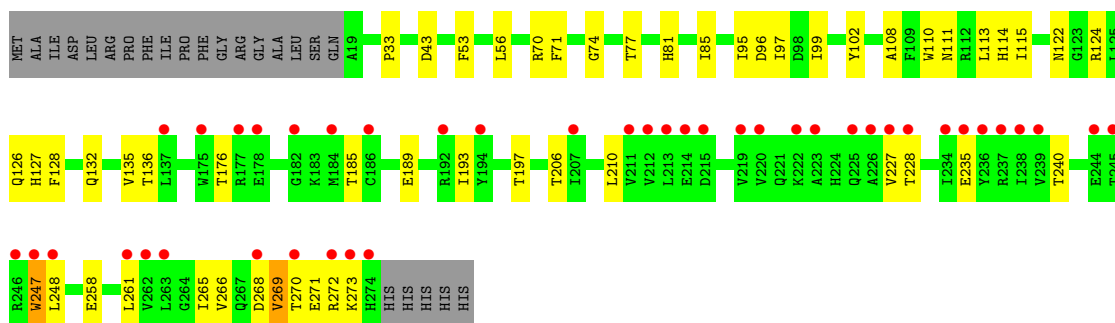 MET ALA ILE ASP LEU ARG PRO PHE ILE PRO PHE GLY ARG GLY ALA LEU SER GLN A19 P33 D43 F53 L56 R70 F71 G74 T77 H81 I85 I95 D96 I97 D98 I99 Y102 A108 F109 W110 N111 R112 L113 H114 I115 N122 G123 R124 L125
Q126 H127 F128 Q132 V135 T136 L137 W175 T176 R177 E178 G182 K183 M184 T185 C186 E189 R192 I193 Y194 T197 T206 I207 L210 V211 V212 L213 E214 D215 V219 V220 Q221 K222 A223 H224 Q225 A226 V227 T228 I234 E235 Y236 R237 I238 V239 T240 E244 T245
R246 W247 L248 E258 L261 V262 L263 G264 I265 V266 Q267 D268 V269 T270 E271 R272 K273 H274 HIS HIS HIS HIS HIS